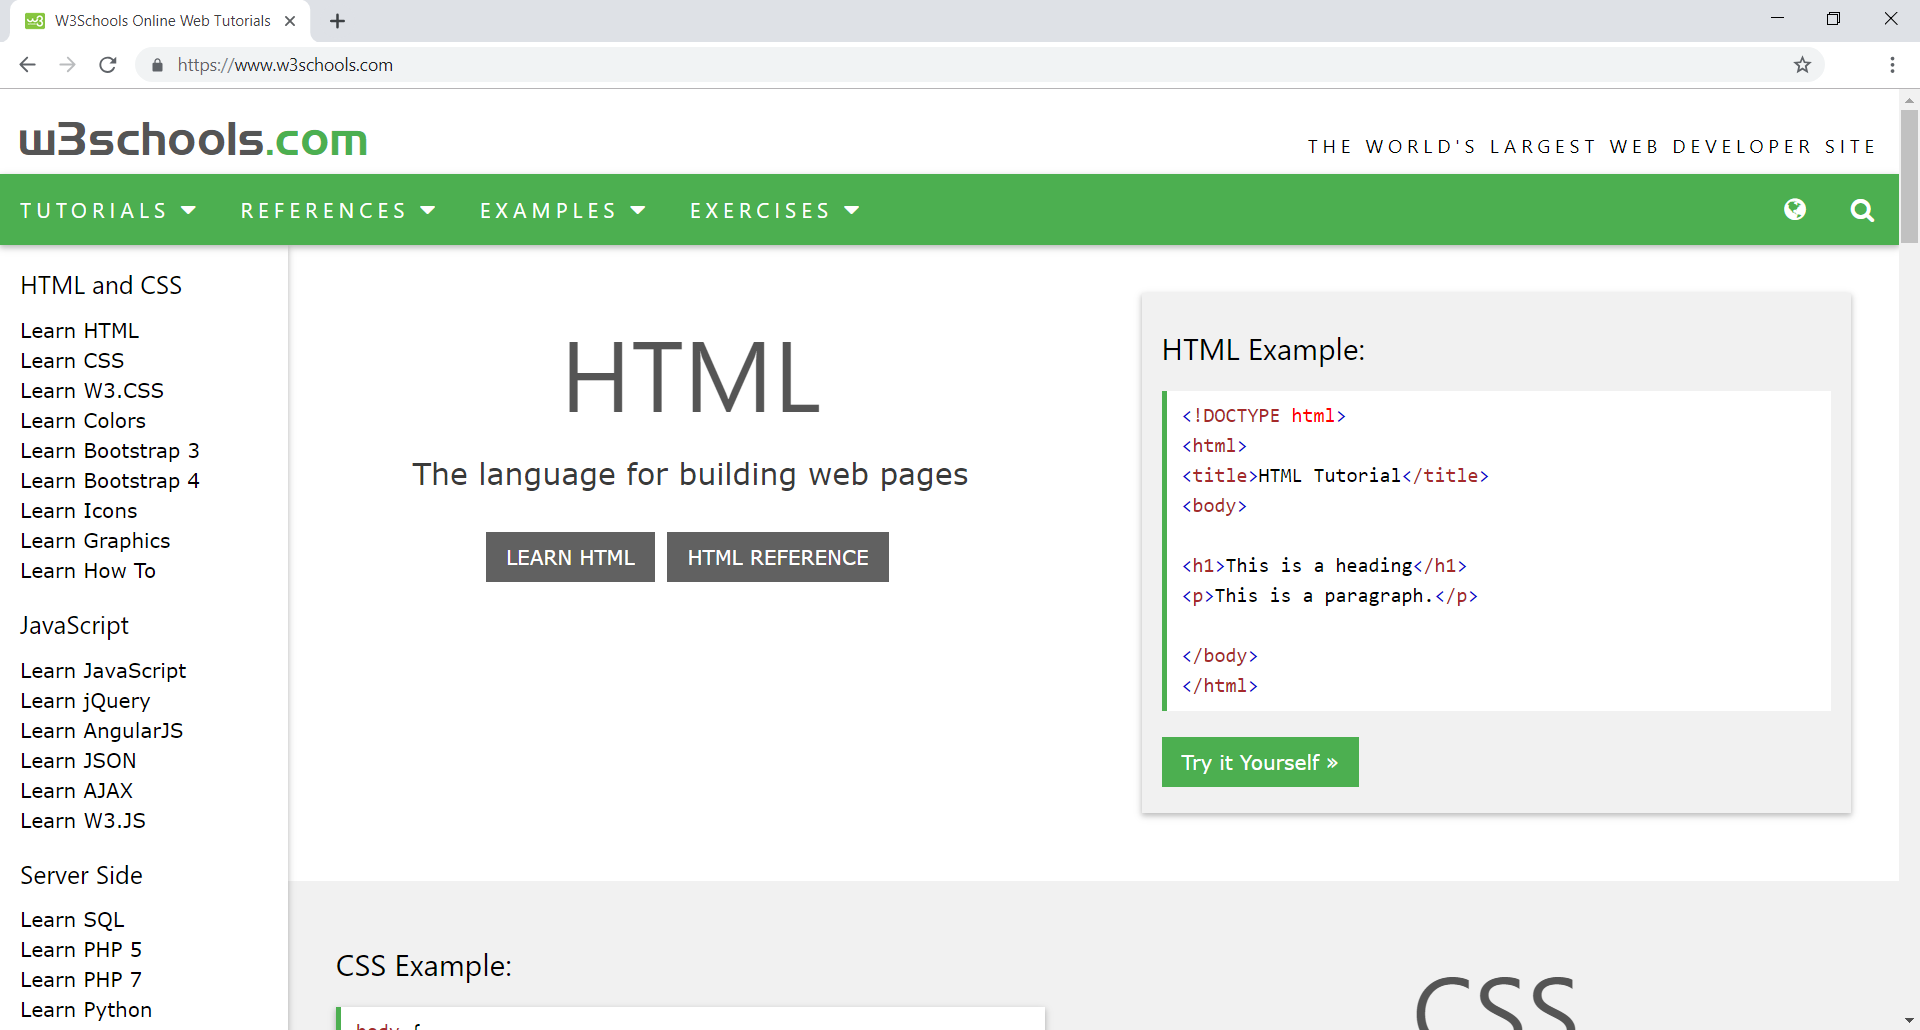 W3Schools Online Web Tutorials
https://www.w3schools.com
w3schools.com
THE WORLD'S LARGEST WEB DEVELOPER SITE
TUTORIALS REFERENCES EXAMPLES EXERCISES
HTML and CSS
Learn HTML
Learn CSS
Learn W3.CSS
Learn Colors
Learn Bootstrap 3
Learn Bootstrap 4
Learn Icons
Learn Graphics
Learn How To
JavaScript
Learn JavaScript
Learn jQuery
Learn AngularJS
Learn JSON
Learn AJAX
Learn W3.JS
Server Side
Learn SQL
Learn PHP 5
Learn PHP 7
Learn Python
HTML
The language for building web pages
LEARN HTML
HTML REFERENCE
HTML Example:
<!DOCTYPE html>
<html>
<title>HTML Tutorial</title>
<body>
<h1>This is a heading</h1>
<p>This is a paragraph.</p>
</body>
</html>
Try it Yourself »
CSS Example:
body {
CSS